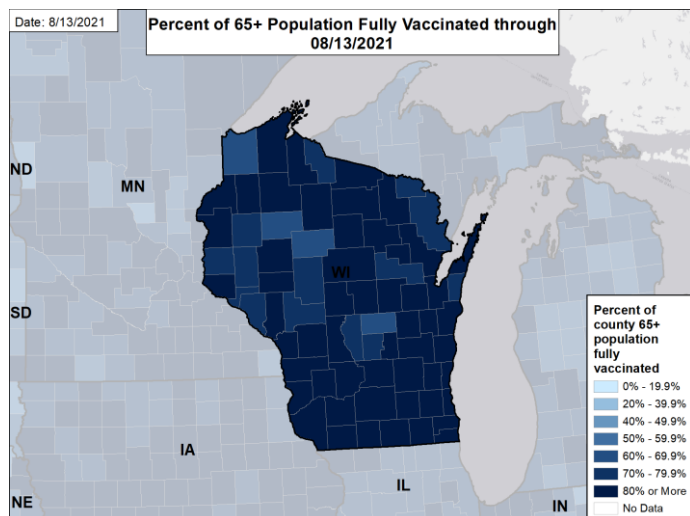 Date: 8/13/2021
Percent of 65+ Population Fully Vaccinated through
08/13/2021
ND
MN
WI
SD
IA
NE
IL
IN
Percent of
county 65+
population
fully
vaccinated
0% - 19.9%
20% - 39.9%
40% - 49.9%
50% - 59.9%
60% - 69.9%
70% - 79.9%
80% or More
No Data